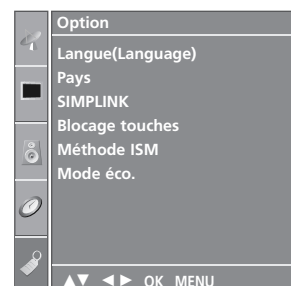 Option
Langue(Language)
Pays
SIMPLINK
Blocage touches
Méthode ISM
Mode éco.
▲▼ ◄► OK MENU